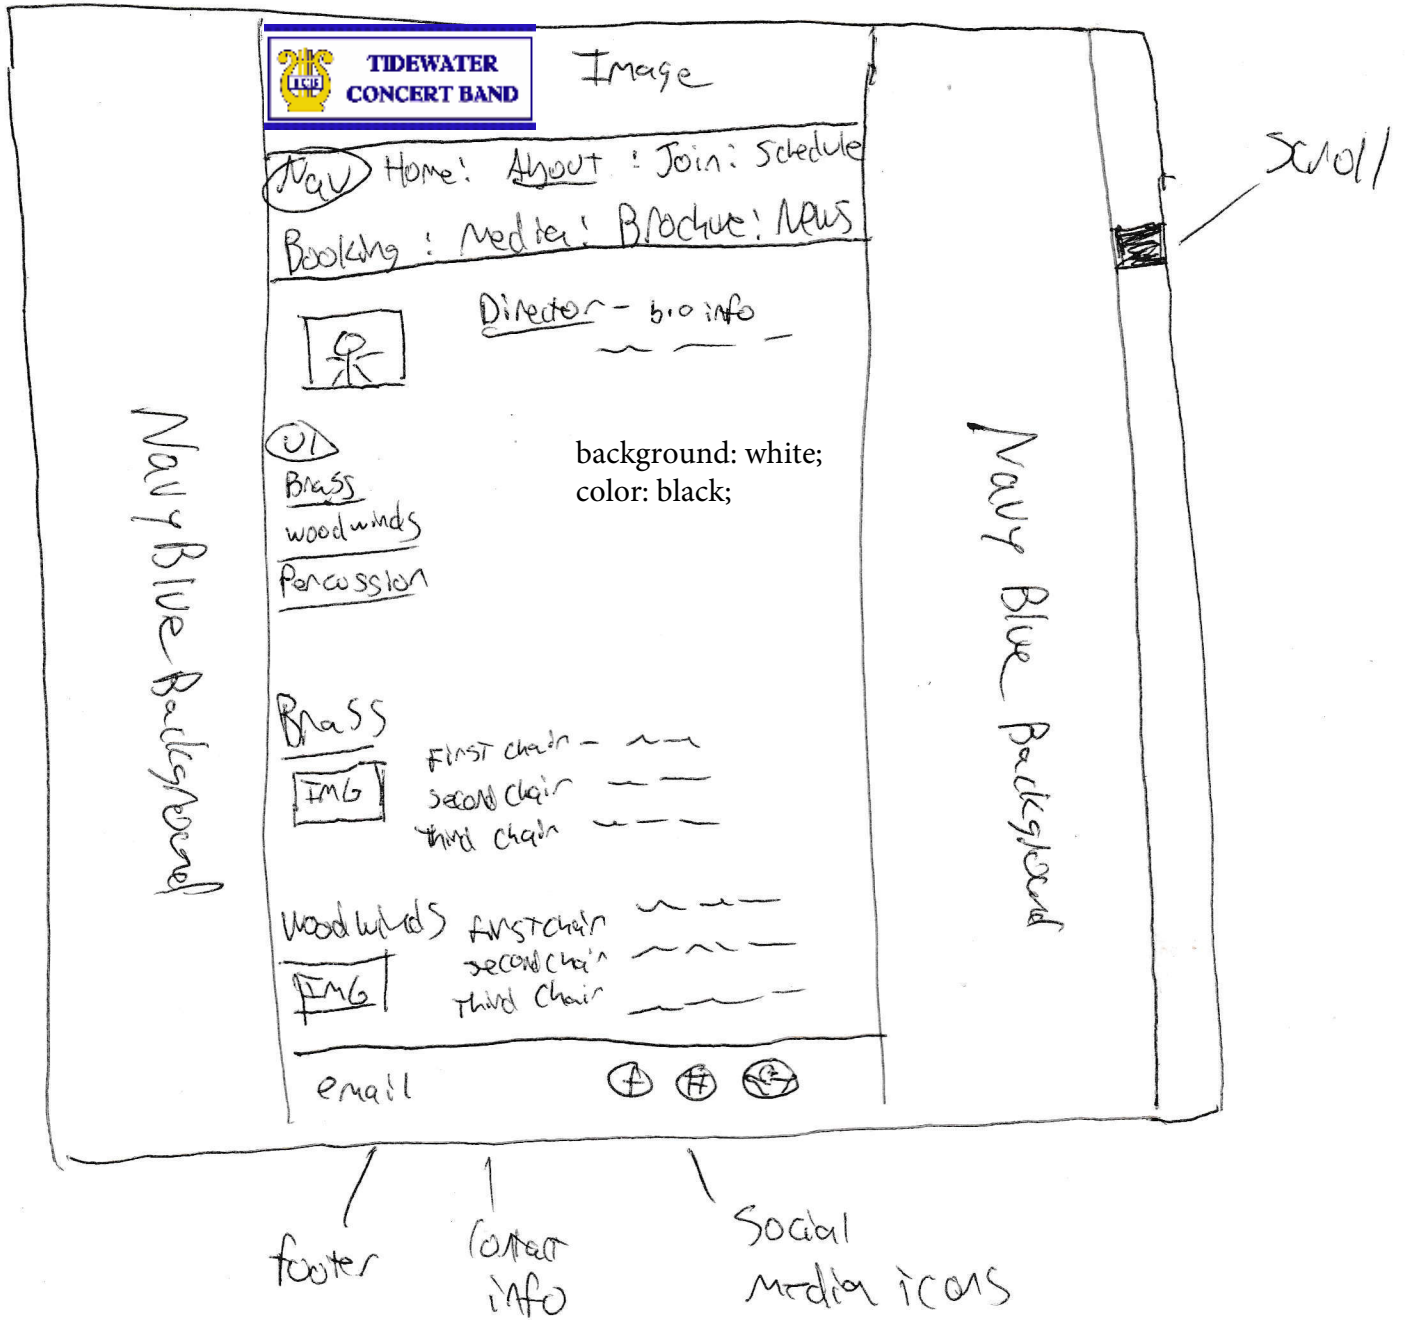 TIDEWATER
CONCERT BAND
Image
Nav Home: About : Join: Schedule
Booking : Media: Brochure: News
Scroll
Director - bio info
UL
Brass
woodwinds
Percussion
background: white;
color: black;
Navy Blue Background
Navy Blue Background
Brass
IMG
First chair -
Second Chair
Third chair
Woodwinds
IMG
first chair
second chair
Third Chair
email
f
#
G
footer
Contact
info
Social
media icons